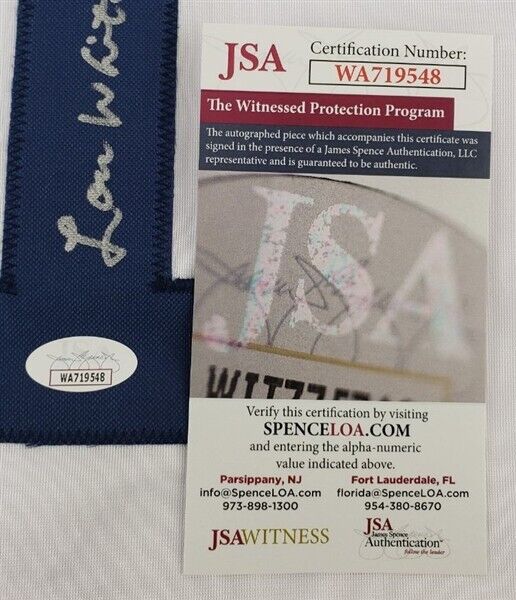 Lou Whit
WA719548
JSA
Certification Number:
WA719548
The Witnessed Protection Program
The autographed piece which accompanies this certificate was
signed in the presence of a James Spence Authentication, LLC
representative and is guaranteed to be authentic.
JSA
Verify this certification by visiting
SPENCELOA.COM
and entering the alpha-numeric
value indicated above.
Parsippany, NJ
info@SpenceLOA.com
973-898-1300
Fort Lauderdale, FL
florida@SpenceLOA.com
954-380-8670
JSAWITNESS
JSA
James Spence
Authentication
follow the leader